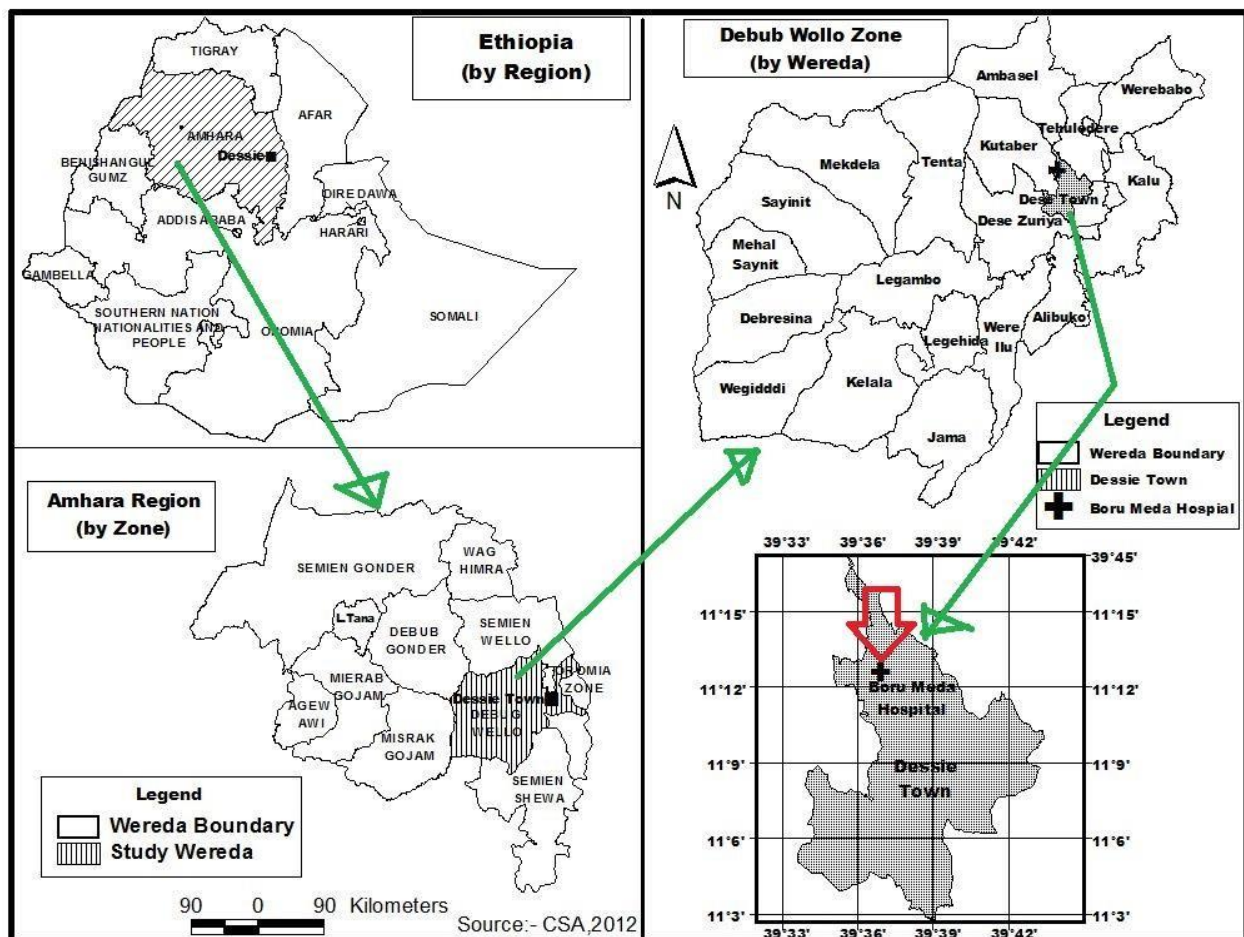 Ethiopia
(by Region)
TIGRAY
AFAR
AMHARA
Dessie
BENISHANGUL
GUMZ
DIRE DAWA
ADDIS ABABA
HARARI
GAMBELLA
SOUTHERN NATION
NATIONALITIES AND
PEOPLE
OROMIA
SOMALI
Debub Wollo Zone
(by Wereda)
Ambasel
Werebabo
Tehuledere
Kutaber
Mekdela
Tenta
Kalu
N
Sayinit
Dese Town
Dese Zuriya
Mehal
Saynit
Legambo
Debresina
Alibuko
Were
Ilu
Legehida
Wegidddi
Kelala
Jama
Legend
Wereda Boundary
Dessie Town
Boru Meda Hospial
Amhara Region
(by Zone)
WAG
HIMRA
SEMIEN GONDER
L.Tana
DEBUB
GONDER
SEMIEN
WELLO
OROMIA
ZONE
MIERAB
GOJAM
Dessie Town
DEBUG
WELLO
AGEW
AWI
MISRAK
GOJAM
SEMIEN
SHEWA
Legend
Wereda Boundary
Study Wereda
90 0 90 Kilometers
Source:- CSA,2012
39°33' 39°36' 39°39' 39°42' 39°45'
11°15' 11°15'
11°12' 11°12'
Boru Meda
Hospital
11°9' 11°9'
Dessie
Town
11°6' 11°6'
11°3' 11°3'
39°33' 39°36' 39°39' 39°42'